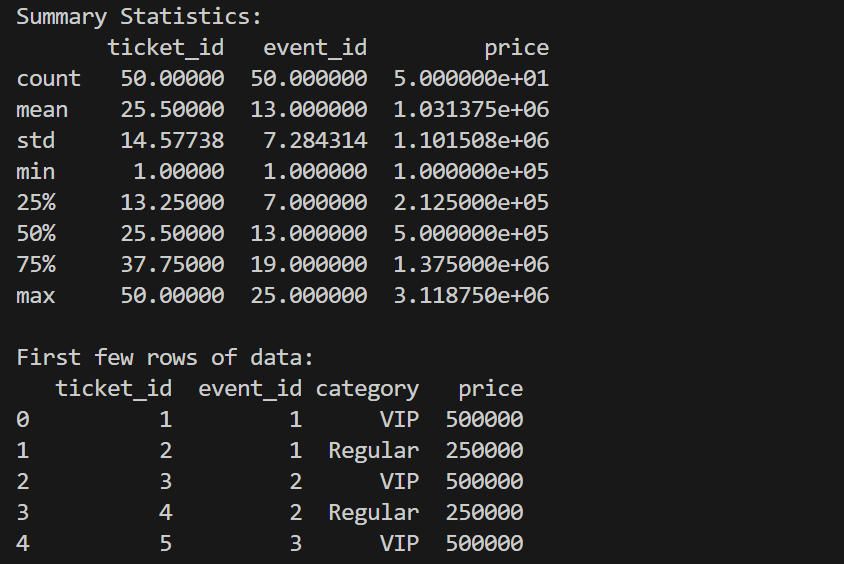 Summary Statistics:
       ticket_id   event_id         price
count   50.00000  50.000000  5.000000e+01
mean    25.50000  13.000000  1.031375e+06
std     14.57738   7.284314  1.101508e+06
min      1.00000   1.000000  1.000000e+05
25%     13.25000   7.000000  2.125000e+05
50%     25.50000  13.000000  5.000000e+05
75%     37.75000  19.000000  1.375000e+06
max     50.00000  25.000000  3.118750e+06

First few rows of data:
   ticket_id  event_id category   price
0          1         1      VIP  500000
1          2         1  Regular  250000
2          3         2      VIP  500000
3          4         2  Regular  250000
4          5         3      VIP  500000